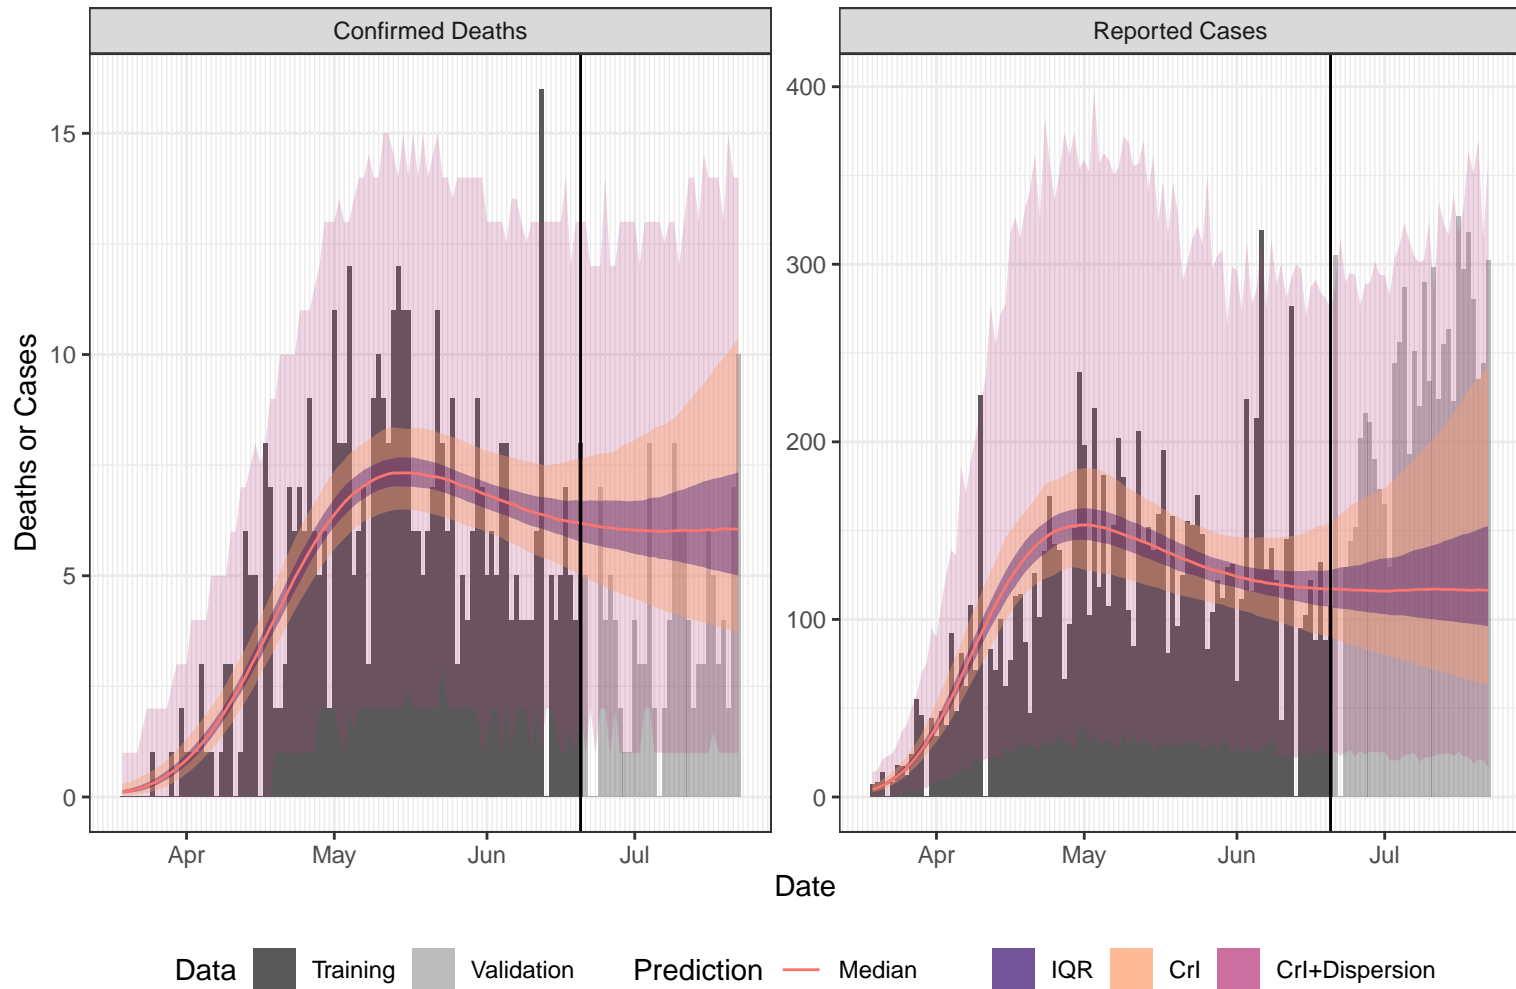 Confirmed Deaths
Reported Cases
Deaths or Cases
15
10
5
0
400
300
200
100
0
Apr May Jun Jul
Apr May Jun Jul
Date
Data Training Validation Prediction Median IQR CrI CrI+Dispersion